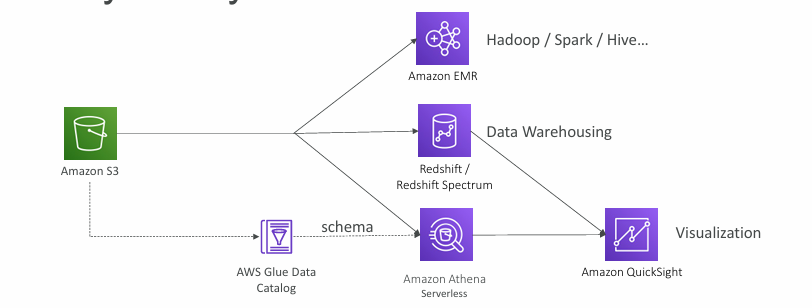 Hadoop / Spark / Hive...
Amazon EMR
Data Warehousing
Amazon S3
Redshift /
Redshift Spectrum
schema
Visualization
AWS Glue Data
Catalog
Amazon Athena
Serverless
Amazon QuickSight